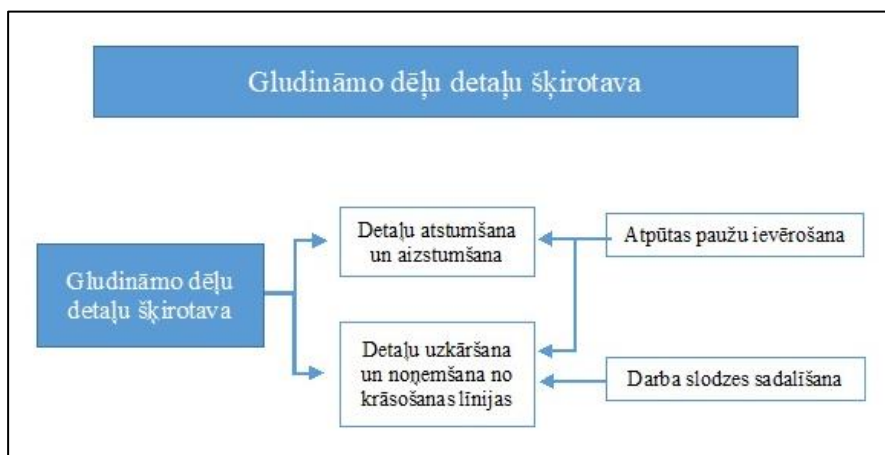 Gludināmo dēļu detaļu šķirotava
Gludināmo dēļu
detaļu šķirotava
Detaļu atstumšana
un aizstumšana
Detaļu uzkāršana
un noņemšana no
krāsošanas līnijas
Atpūtas paužu ievērošana
Darba slodzes sadalīšana